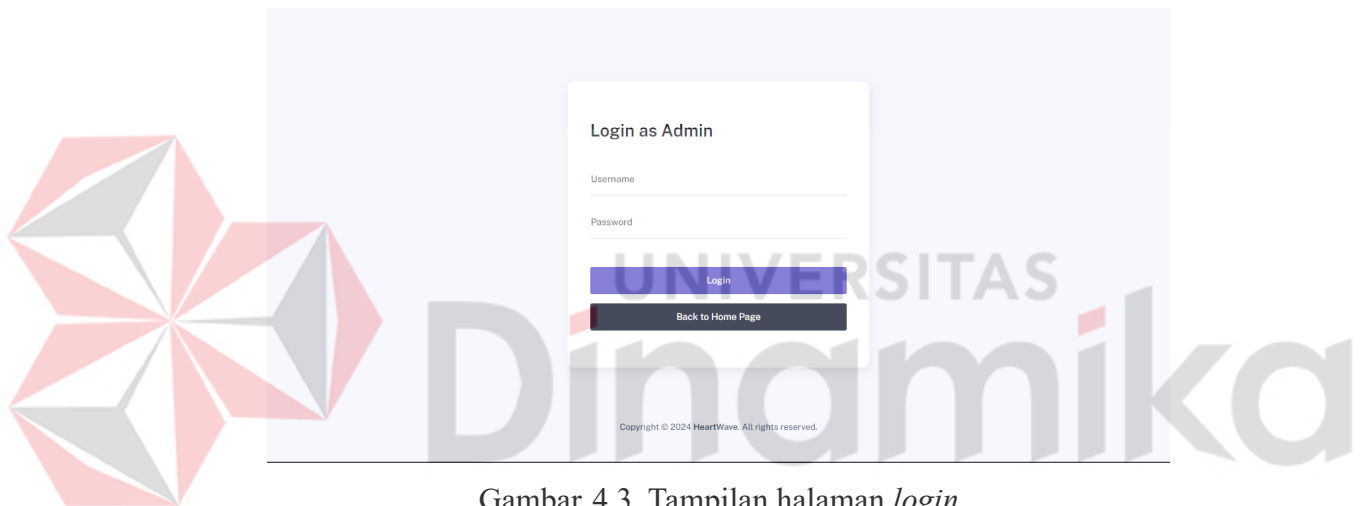 Login as Admin
Username
Password
UNIVERSITAS
Login
Back to Home Page
Dinamika
Copyright © 2024 HeartWave. All rights reserved.
Gambar 4.3. Tampilan halaman login